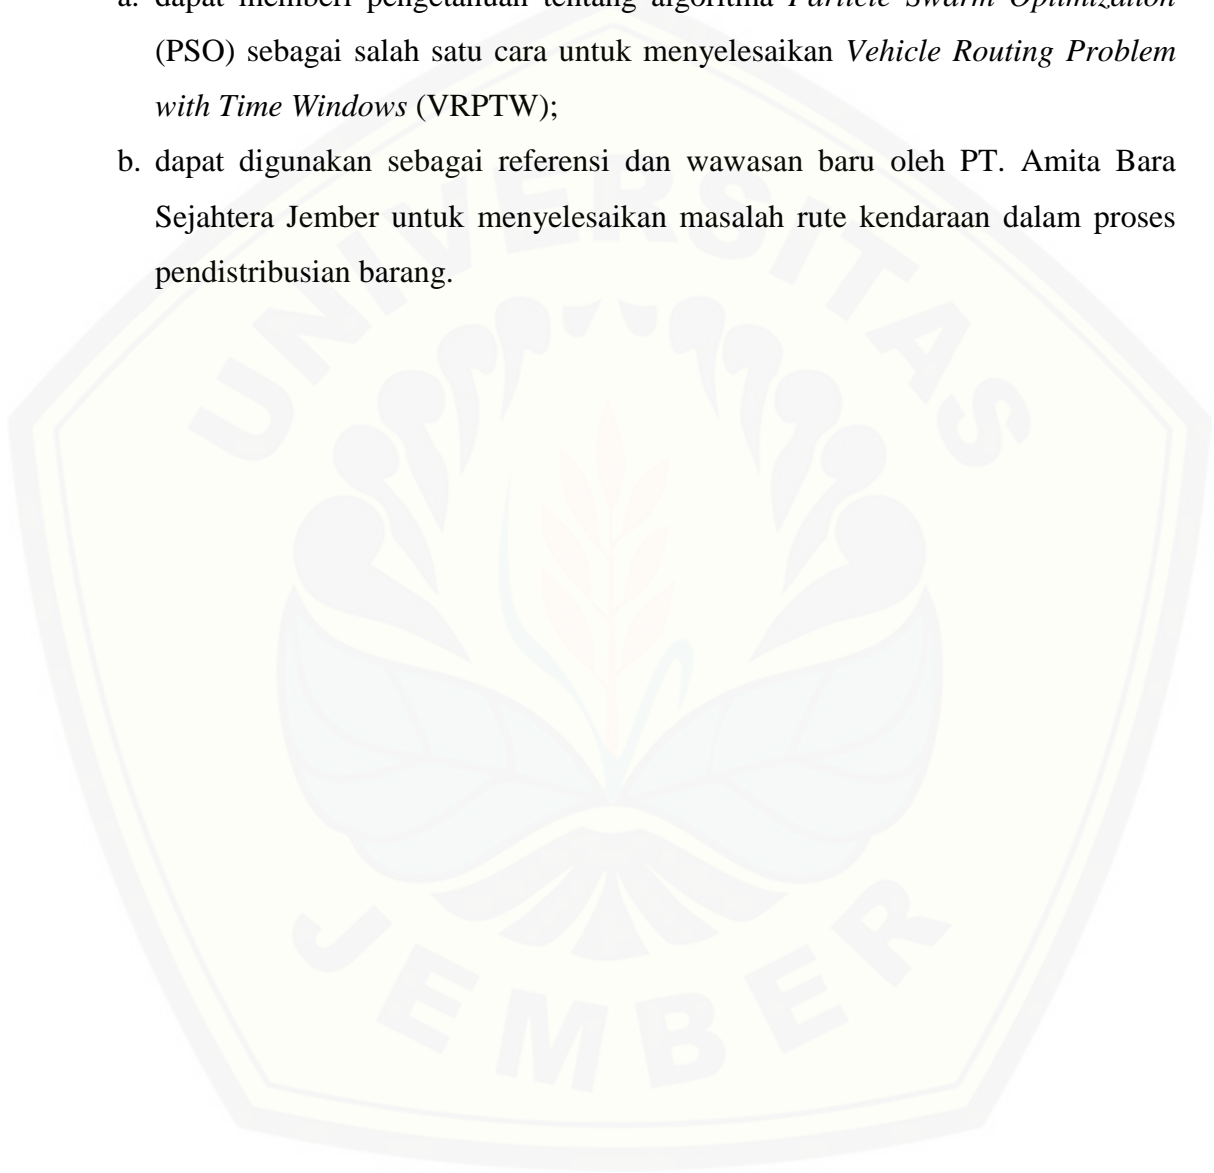 a. dapat memberi pengetahuan tentang algoritma Particle Swarm Optimization
(PSO) sebagai salah satu cara untuk menyelesaikan Vehicle Routing Problem
with Time Windows (VRPTW);
b. dapat digunakan sebagai referensi dan wawasan baru oleh PT. Amita Bara
Sejahtera Jember untuk menyelesaikan masalah rute kendaraan dalam proses
pendistribusian barang.
UNIVERSITAS
JEMBER